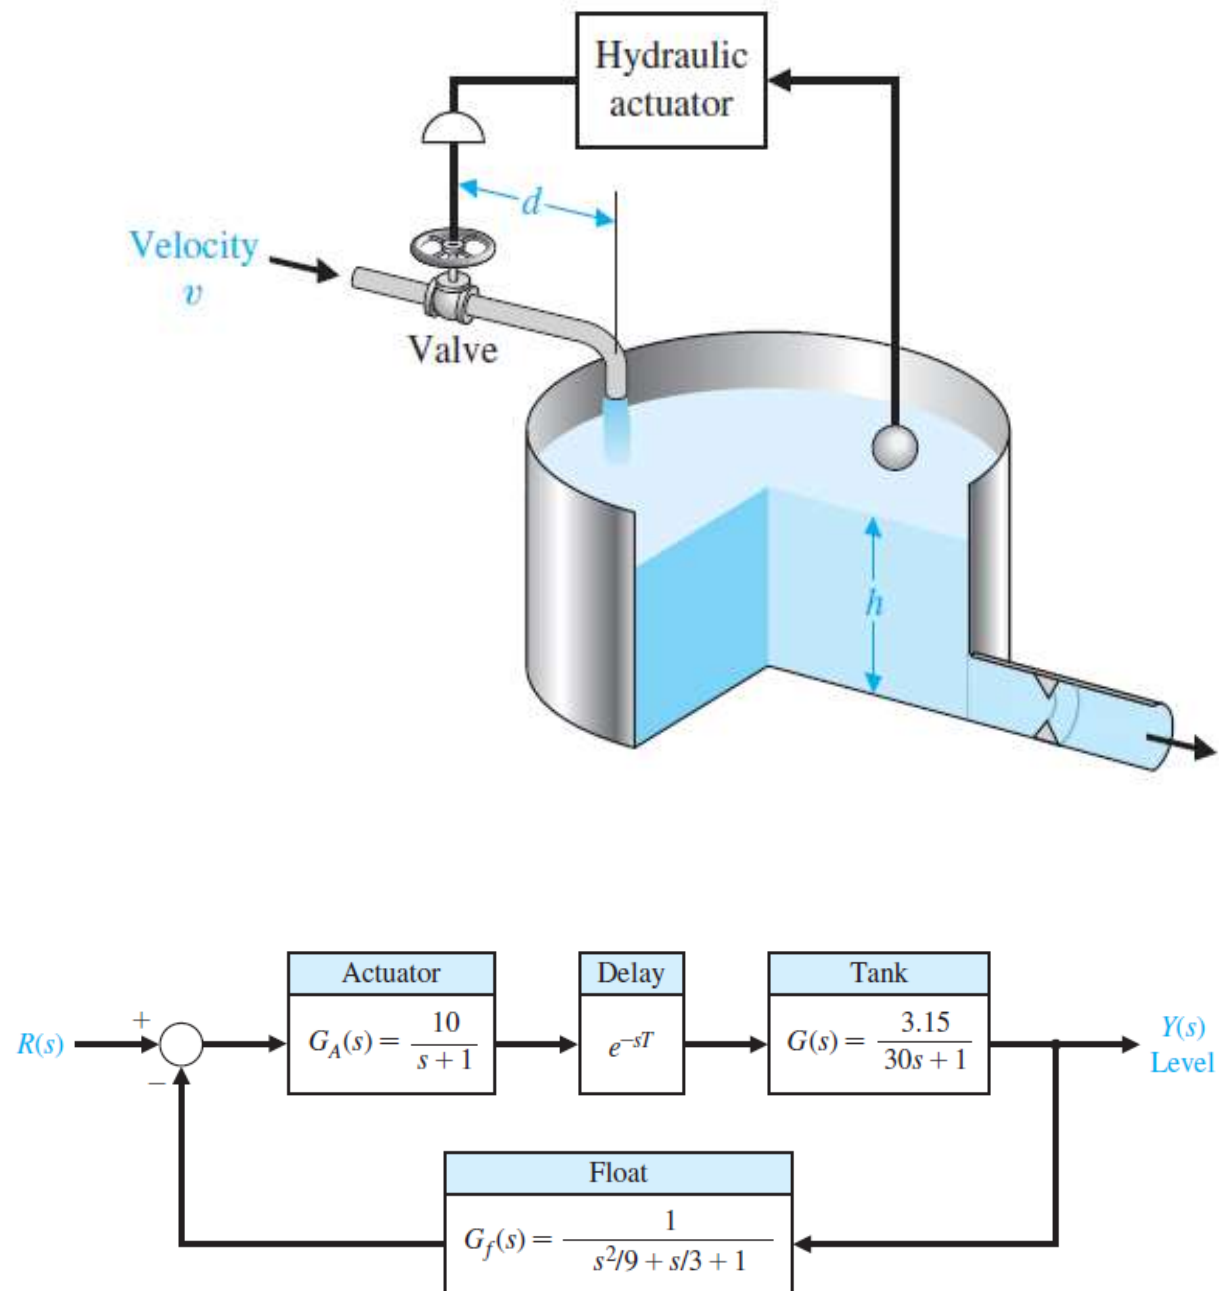 Hydraulic
actuator
d
Velocity
v
Valve
h
Actuator
Delay
Tank
R(s)
+
−
G_A(s) = 10 / (s + 1)
e^{−sT}
G(s) = 3.15 / (30s + 1)
Y(s)
Level
Float
G_f(s) = 1 / (s²/9 + s/3 + 1)